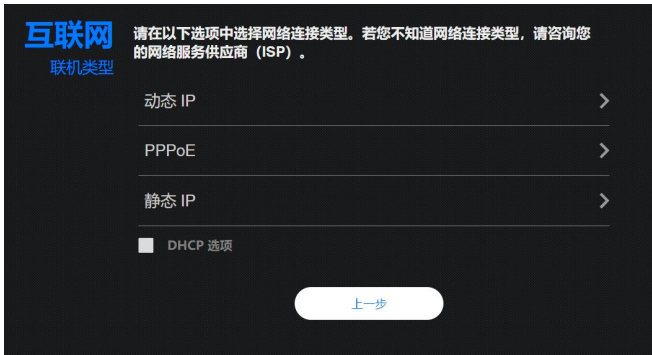 互联网
联机类型
请在以下选项中选择网络连接类型。若您不知道网络连接类型，请咨询您
的网络服务供应商（ISP）。
动态 IP
PPPoE
静态 IP
DHCP 选项
上一步